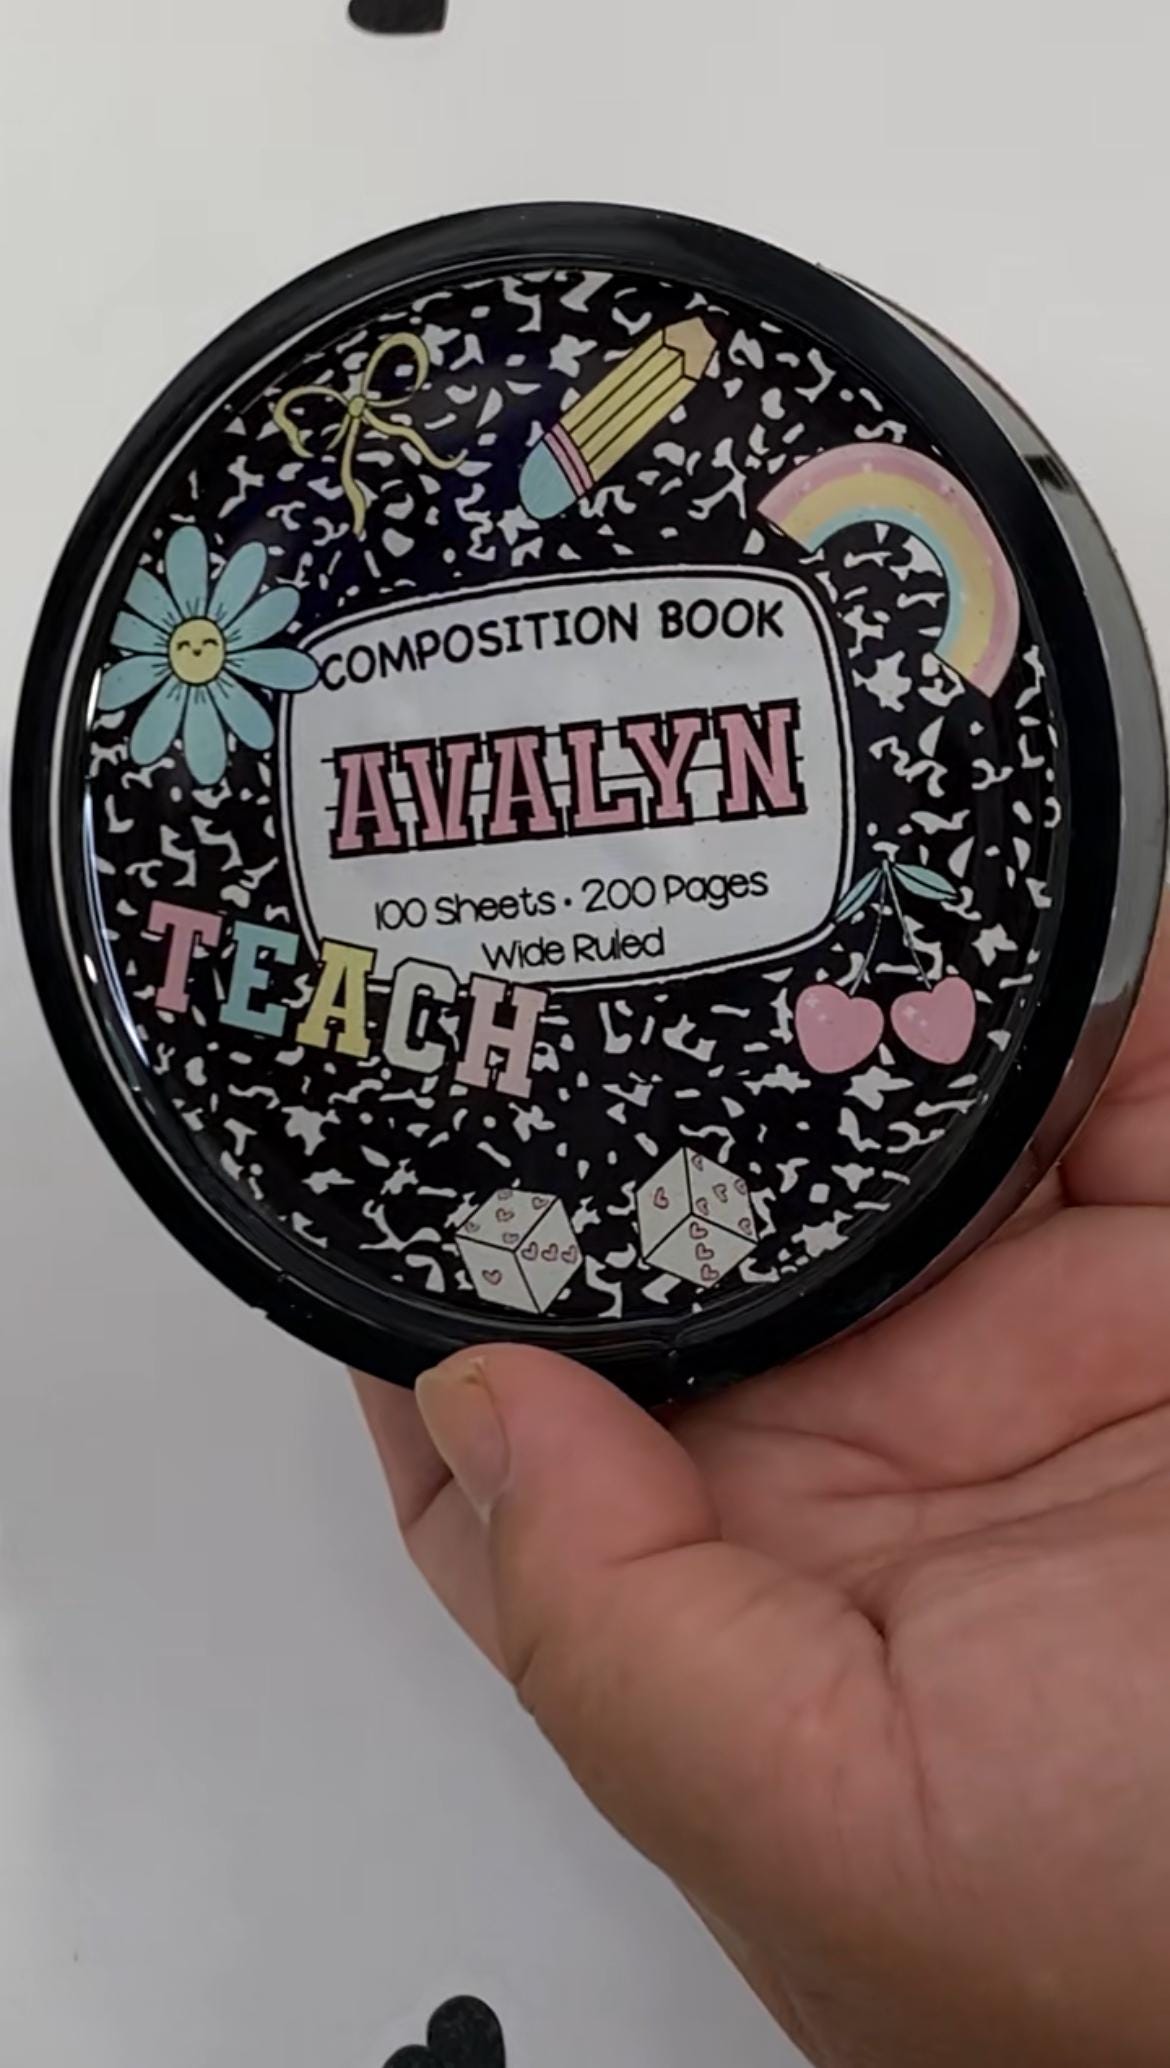 COMPOSITION BOOK
AVALYN
100 Sheets · 200 Pages
Wide Ruled
TEACH